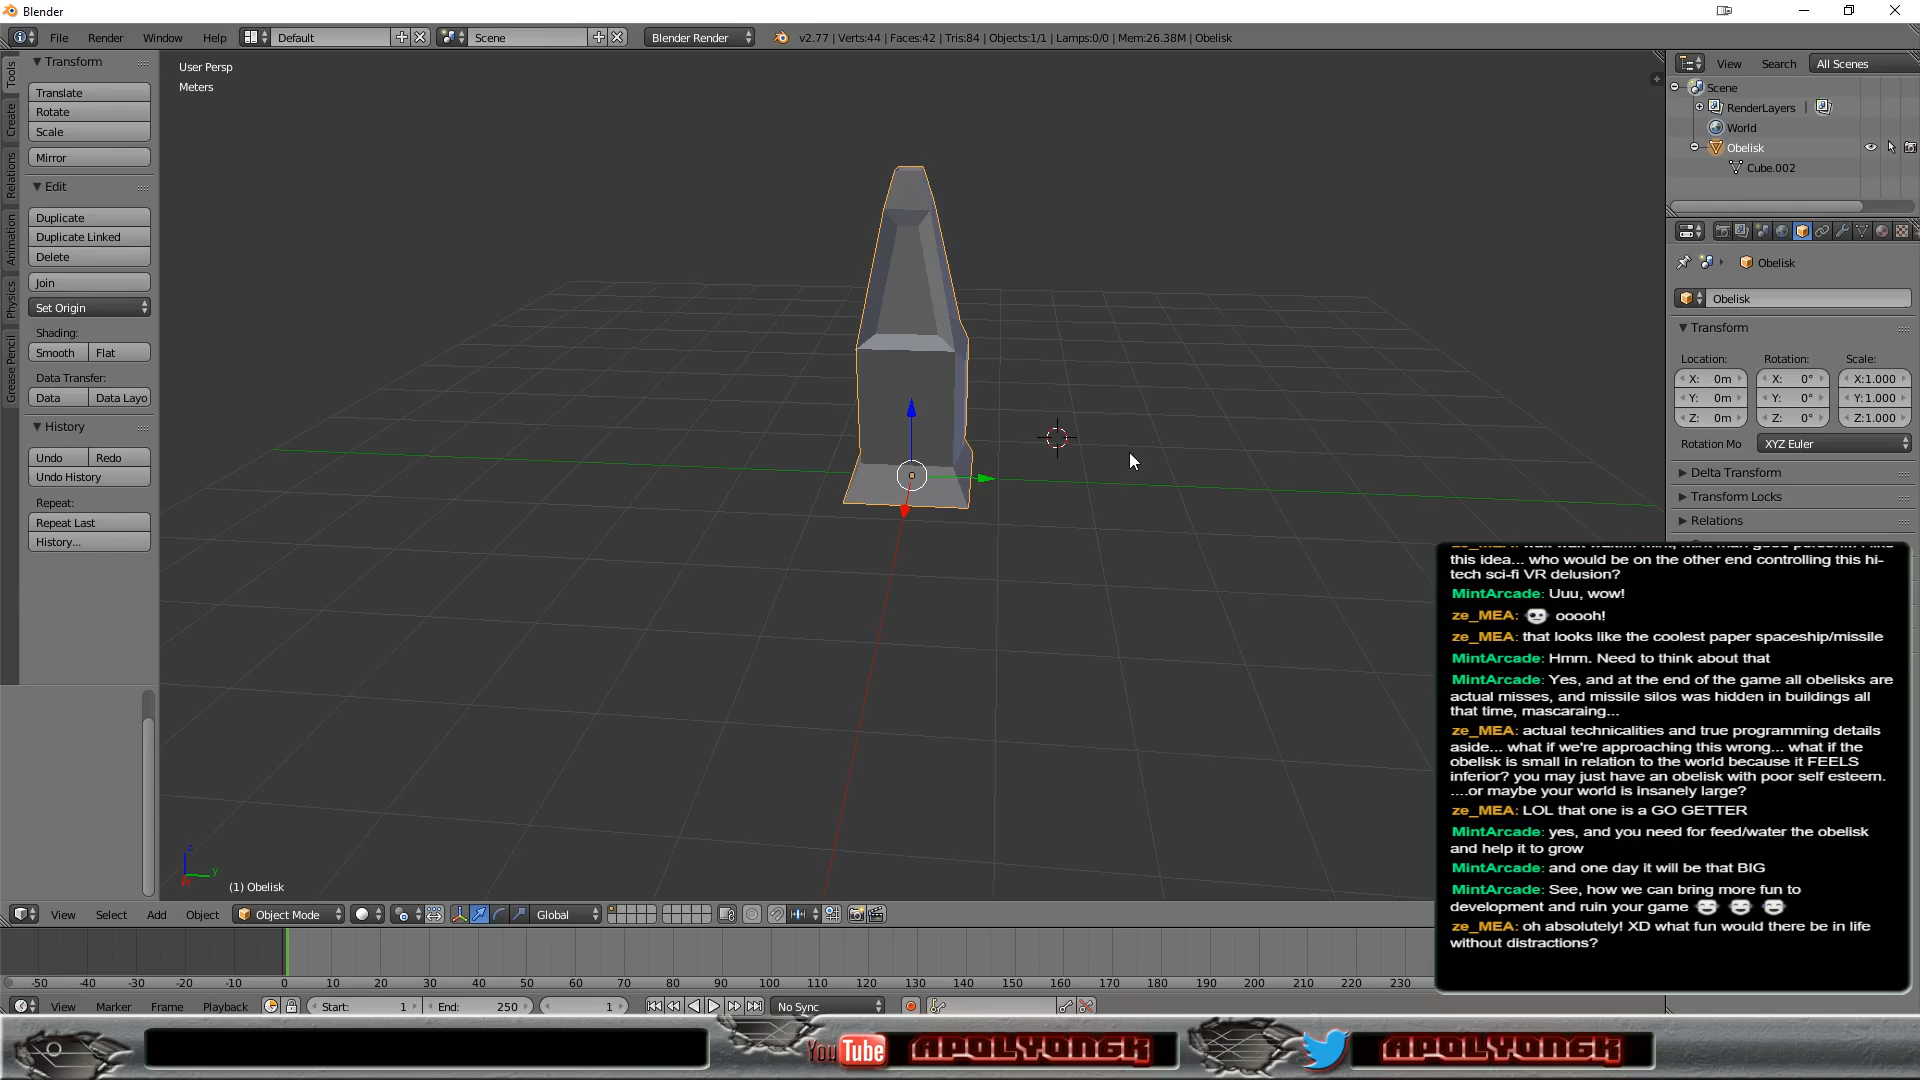 Blender
File Render Window Help Default Scene Blender Render v2.77 | Verts:44 | Faces:42 | Tris:84 | Objects:1/1 | Lamps:0/0 | Mem:26.38M | Obelisk
Tools
Create
Relations
Animation
Physics
Grease Pencil
Transform
Translate
Rotate
Scale
Mirror
Edit
Duplicate
Duplicate Linked
Delete
Join
Set Origin
Shading:
Smooth Flat
Data Transfer:
Data Data Layo
History
Undo Redo
Undo History
Repeat:
Repeat Last
History...
User Persp
Meters
z
y
(1) Obelisk
View Search All Scenes
Scene
RenderLayers |
World
Obelisk
Cube.002
Obelisk
Obelisk
Transform
Location: Rotation: Scale:
X: 0m X: 0° X:1.000
Y: 0m Y: 0° Y:1.000
Z: 0m Z: 0° Z:1.000
Rotation Mo XYZ Euler
Delta Transform
Transform Locks
Relations
this idea... who would be on the other end controlling this hi-
tech sci-fi VR delusion?
MintArcade: Uuu, wow!
ze_MEA: ooooh!
ze_MEA: that looks like the coolest paper spaceship/missile
MintArcade: Hmm. Need to think about that
MintArcade: Yes, and at the end of the game all obelisks are
actual misses, and missile silos was hidden in buildings all
that time, mascaraing...
ze_MEA: actual technicalities and true programming details
aside... what if we're approaching this wrong... what if the
obelisk is small in relation to the world because it FEELS
inferior? you may just have an obelisk with poor self esteem.
....or maybe your world is insanely large?
ze_MEA: LOL that one is a GO GETTER
MintArcade: yes, and you need for feed/water the obelisk
and help it to grow
MintArcade: and one day it will be that BIG
MintArcade: See, how we can bring more fun to
development and ruin your game
ze_MEA: oh absolutely! XD what fun would there be in life
without distractions?
View Select Add Object Object Mode Global
-50 -40 -30 -20 -10 0 10 20 30 40 50 60 70 80 90 100 110 120 130 140 150 160 170 180 190 200 210 220 230
View Marker Frame Playback Start: 1 End: 250 1 No Sync
YouTube APOLYON6K APOLYON6K